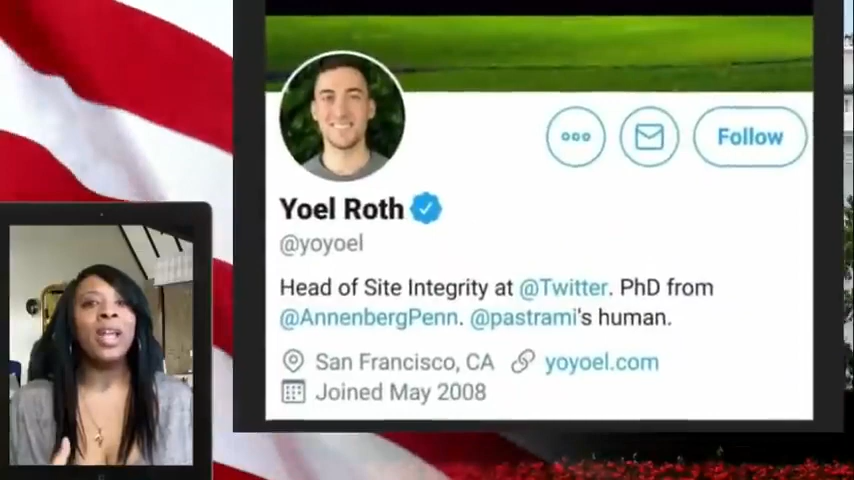 Follow
Yoel Roth
@yoyoel
Head of Site Integrity at @Twitter. PhD from
@AnnenbergPenn. @pastrami's human.
San Francisco, CA yoyoel.com
Joined May 2008